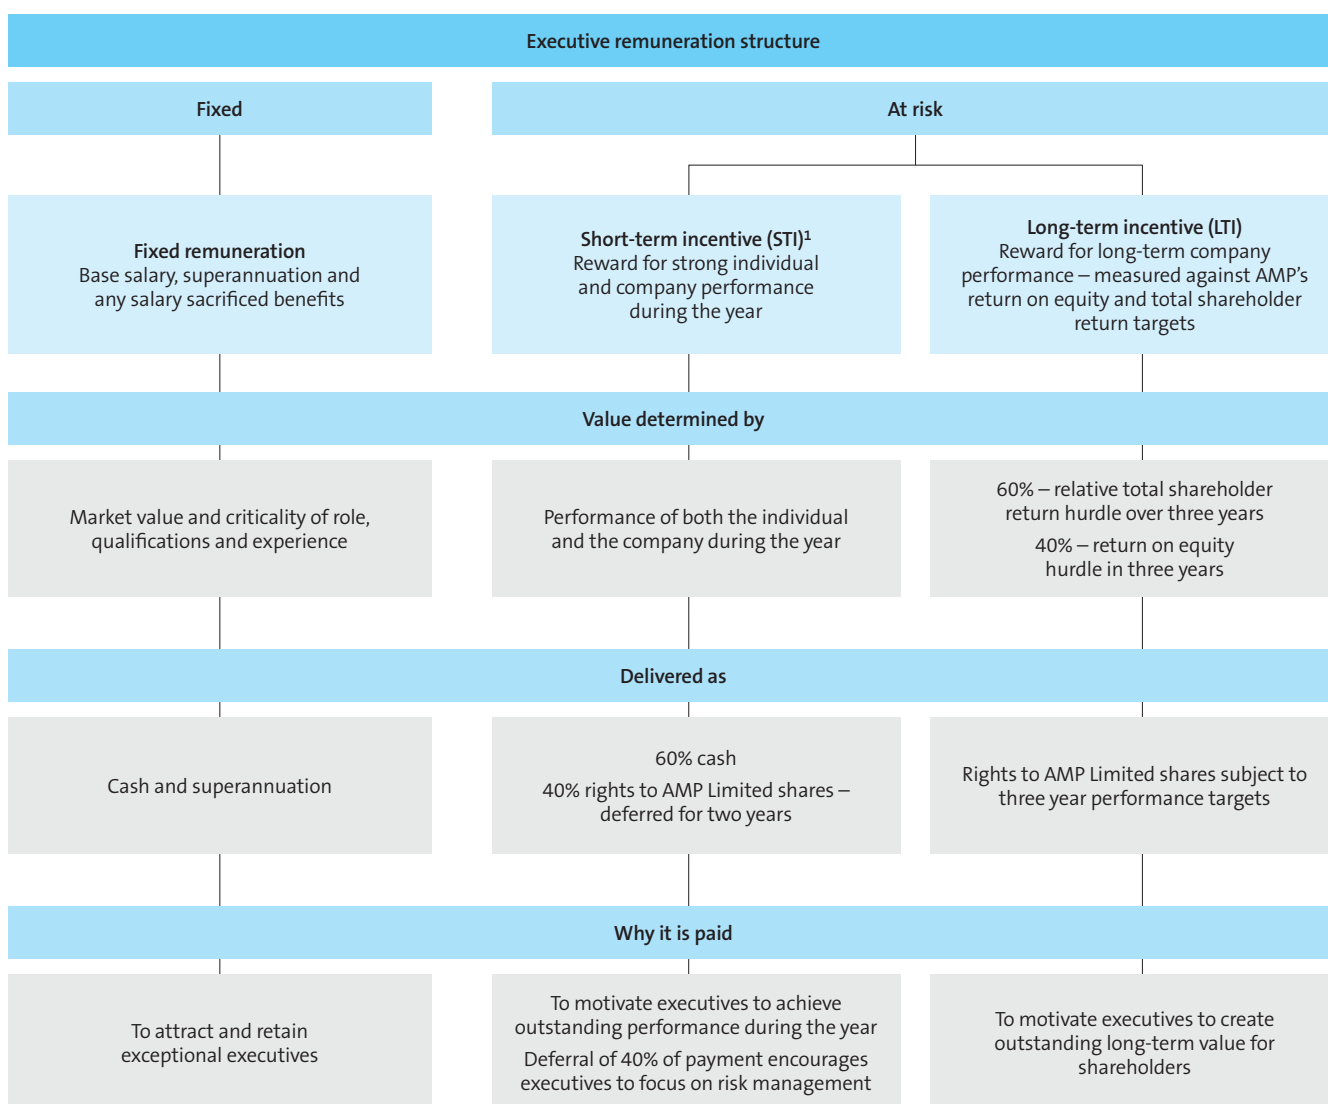 Executive remuneration structure
Fixed
At risk
Fixed remuneration
Base salary, superannuation and
any salary sacrificed benefits
Short-term incentive (STI)¹
Reward for strong individual
and company performance
during the year
Long-term incentive (LTI)
Reward for long-term company
performance – measured against AMP’s
return on equity and total shareholder
return targets
Value determined by
Market value and criticality of role,
qualifications and experience
Performance of both the individual
and the company during the year
60% – relative total shareholder
return hurdle over three years
40% – return on equity
hurdle in three years
Delivered as
Cash and superannuation
60% cash
40% rights to AMP Limited shares –
deferred for two years
Rights to AMP Limited shares subject to
three year performance targets
Why it is paid
To attract and retain
exceptional executives
To motivate executives to achieve
outstanding performance during the year
Deferral of 40% of payment encourages
executives to focus on risk management
To motivate executives to create
outstanding long-term value for
shareholders